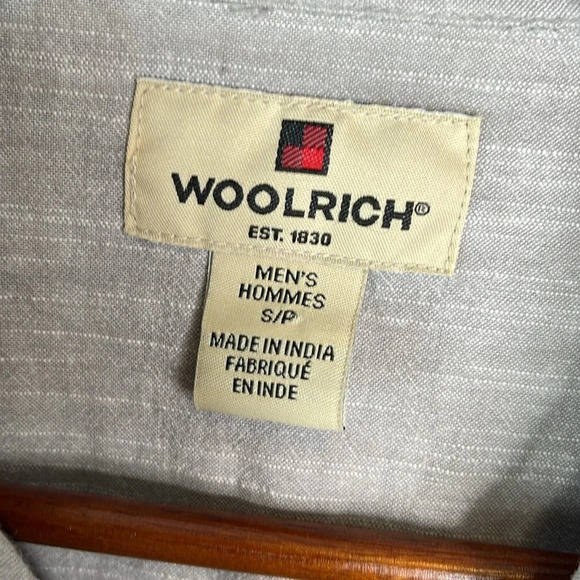 WOOLRICH®
EST. 1830
MEN'S
HOMMES
S/P
MADE IN INDIA
FABRIQUÉ
EN INDE